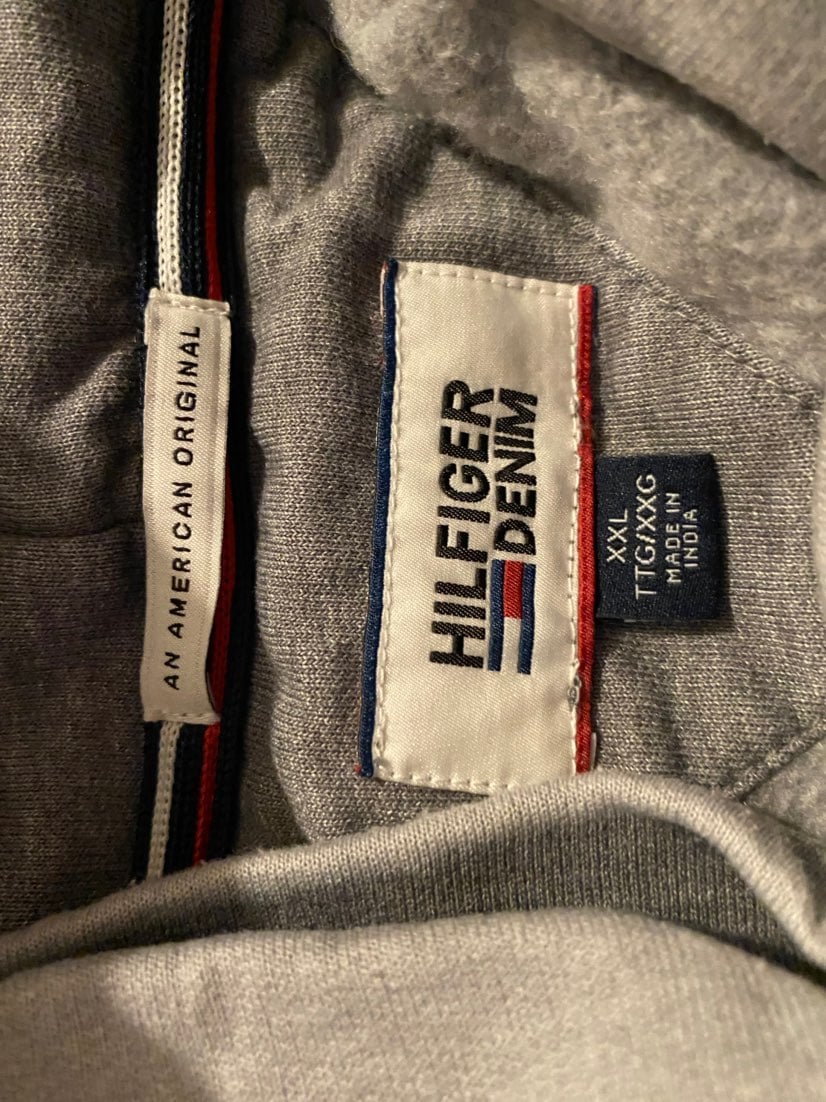 AN AMERICAN ORIGINAL
HILFIGER
DENIM
XXL
TTG/XXG
MADE IN
INDIA